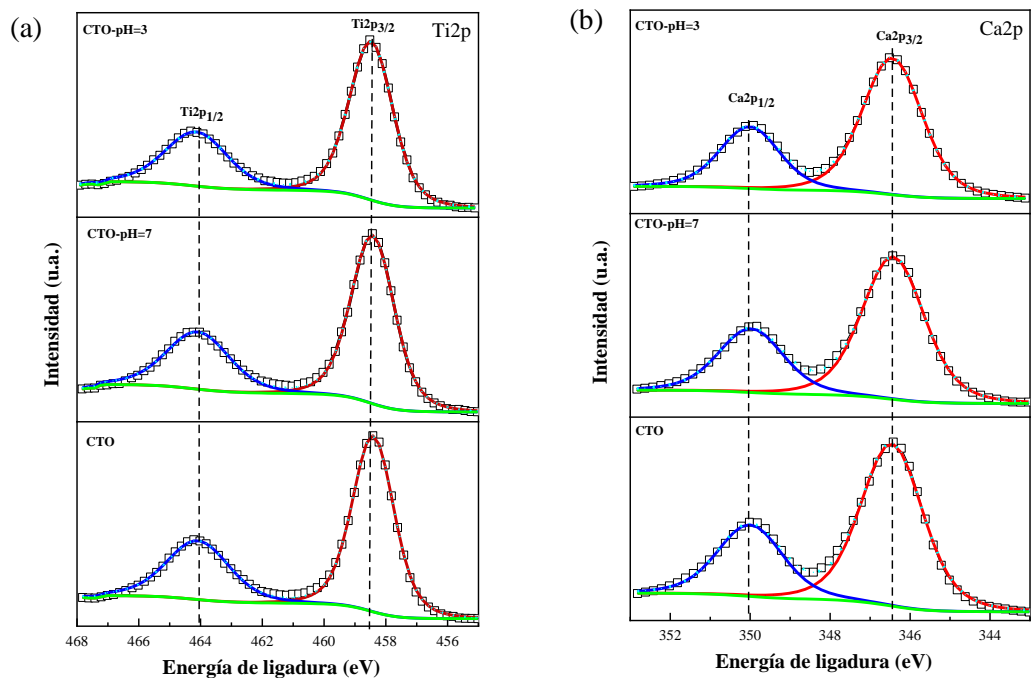 (a)
CTO-pH=3
Ti2p3/2
Ti2p
Ti2p1/2
CTO-pH=7
CTO
Intensidad (u.a.)
468 466 464 462 460 458 456
Energía de ligadura (eV)
(b)
CTO-pH=3
Ca2p3/2
Ca2p
Ca2p1/2
CTO-pH=7
CTO
Intensidad (u.a.)
352 350 348 346 344
Energía de ligadura (eV)